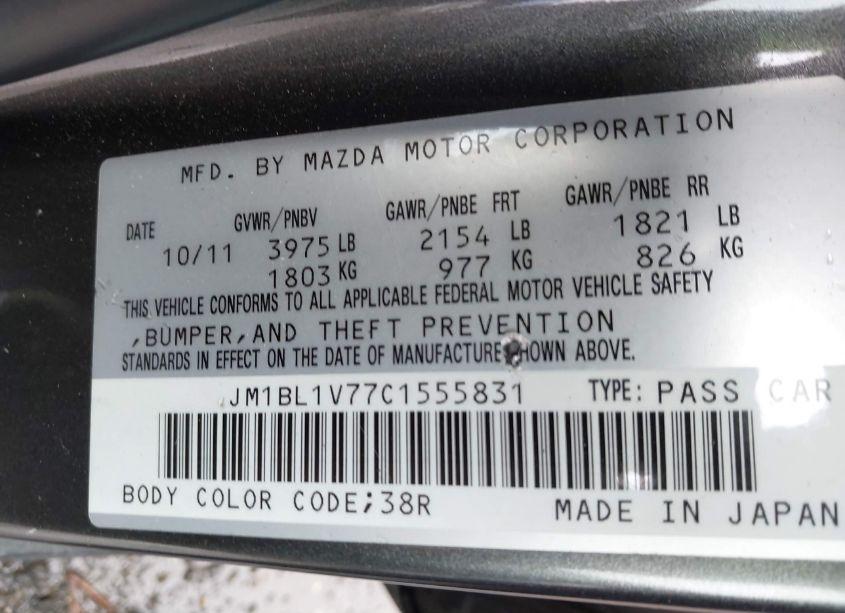 MFD. BY MAZDA MOTOR CORPORATION
DATE GVWR/PNBV GAWR/PNBE FRT GAWR/PNBE RR
10/11 3975 LB 2154 LB 1821 LB
1803 KG 977 KG 826 KG
THIS VEHICLE CONFORMS TO ALL APPLICABLE FEDERAL MOTOR VEHICLE SAFETY
,BUMPER,AND THEFT PREVENTION
STANDARDS IN EFFECT ON THE DATE OF MANUFACTURE SHOWN ABOVE.
JM1BL1V77C1555831 TYPE: PASS CAR
BODY COLOR CODE;38R MADE IN JAPAN